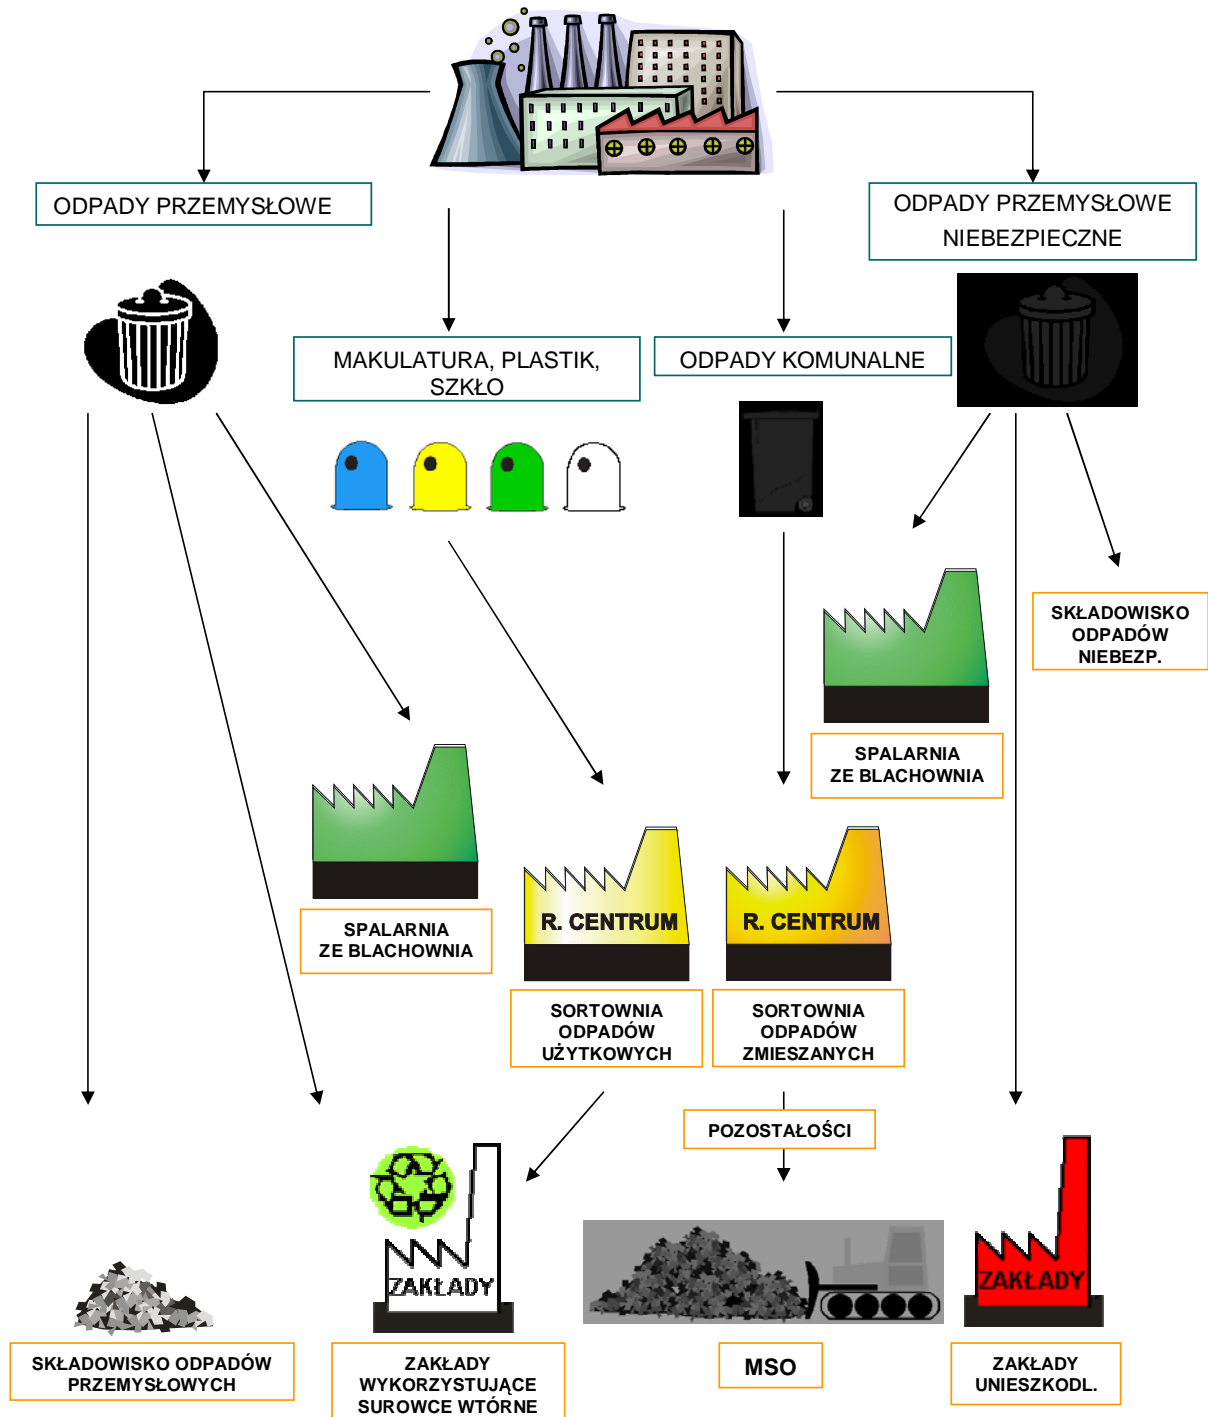 ODPADY PRZEMYSŁOWE
ODPADY PRZEMYSŁOWE
NIEBEZPIECZNE
MAKULATURA, PLASTIK,
SZKŁO
ODPADY KOMUNALNE
SKŁADOWISKO
ODPADÓW
NIEBEZP.
SPALARNIA
ZE BLACHOWNIA
SPALARNIA
ZE BLACHOWNIA
R. CENTRUM
R. CENTRUM
SORTOWNIA
ODPADÓW
UŻYTKOWYCH
SORTOWNIA
ODPADÓW
ZMIESZANYCH
POZOSTAŁOŚCI
ZAKŁADY
ZAKŁADY
SKŁADOWISKO ODPADÓW
PRZEMYSŁOWYCH
ZAKŁADY
WYKORZYSTUJĄCE
SUROWCE WTÓRNE
MSO
ZAKŁADY
UNIESZKODL.